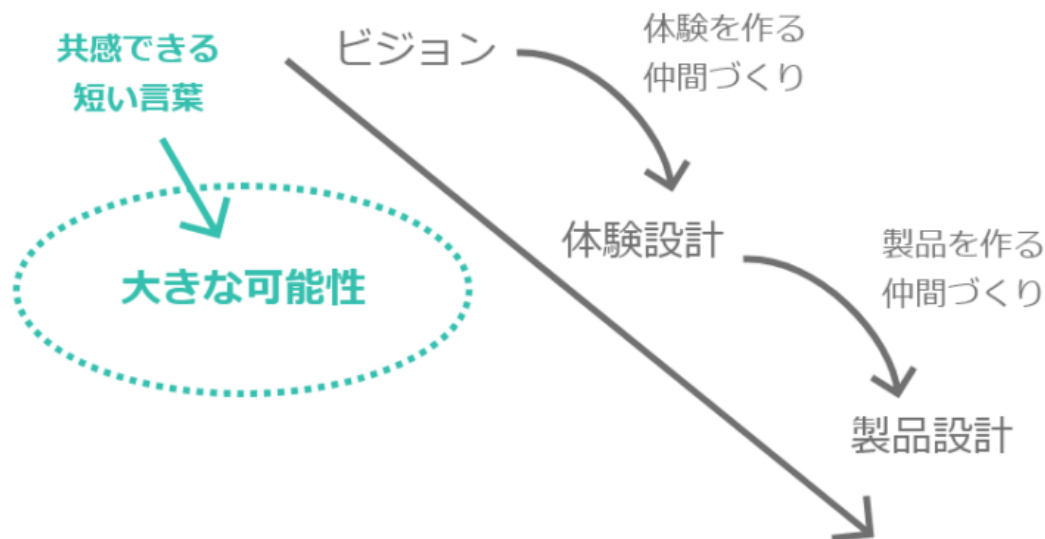 共感できる
短い言葉
大きな可能性
ビジョン
体験を作る
仲間づくり
体験設計
製品を作る
仲間づくり
製品設計